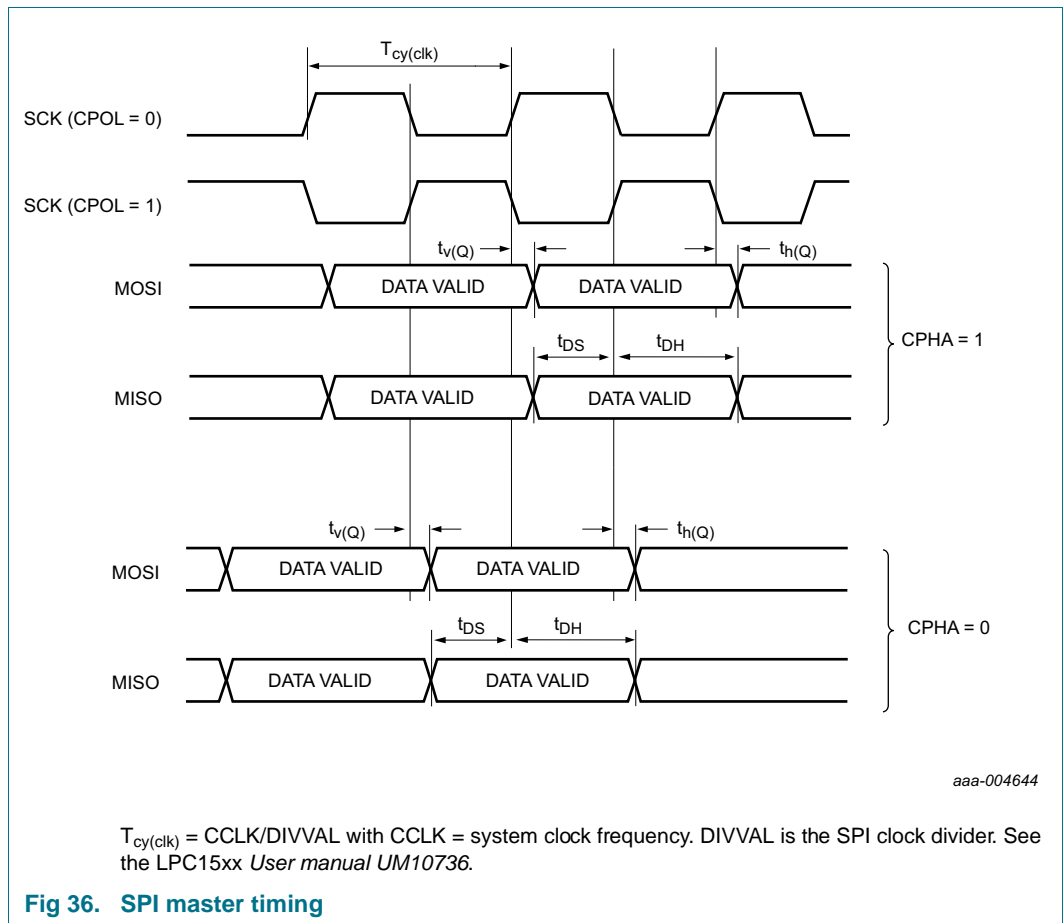 Tcy(clk)
SCK (CPOL = 0)
SCK (CPOL = 1)
tv(Q)
th(Q)
MOSI
DATA VALID
DATA VALID
CPHA = 1
tDS
tDH
MISO
DATA VALID
DATA VALID
tv(Q)
th(Q)
MOSI
DATA VALID
DATA VALID
CPHA = 0
tDS
tDH
MISO
DATA VALID
DATA VALID
aaa-004644
Tcy(clk) = CCLK/DIVVAL with CCLK = system clock frequency. DIVVAL is the SPI clock divider. See
the LPC15xx User manual UM10736.
Fig 36. SPI master timing